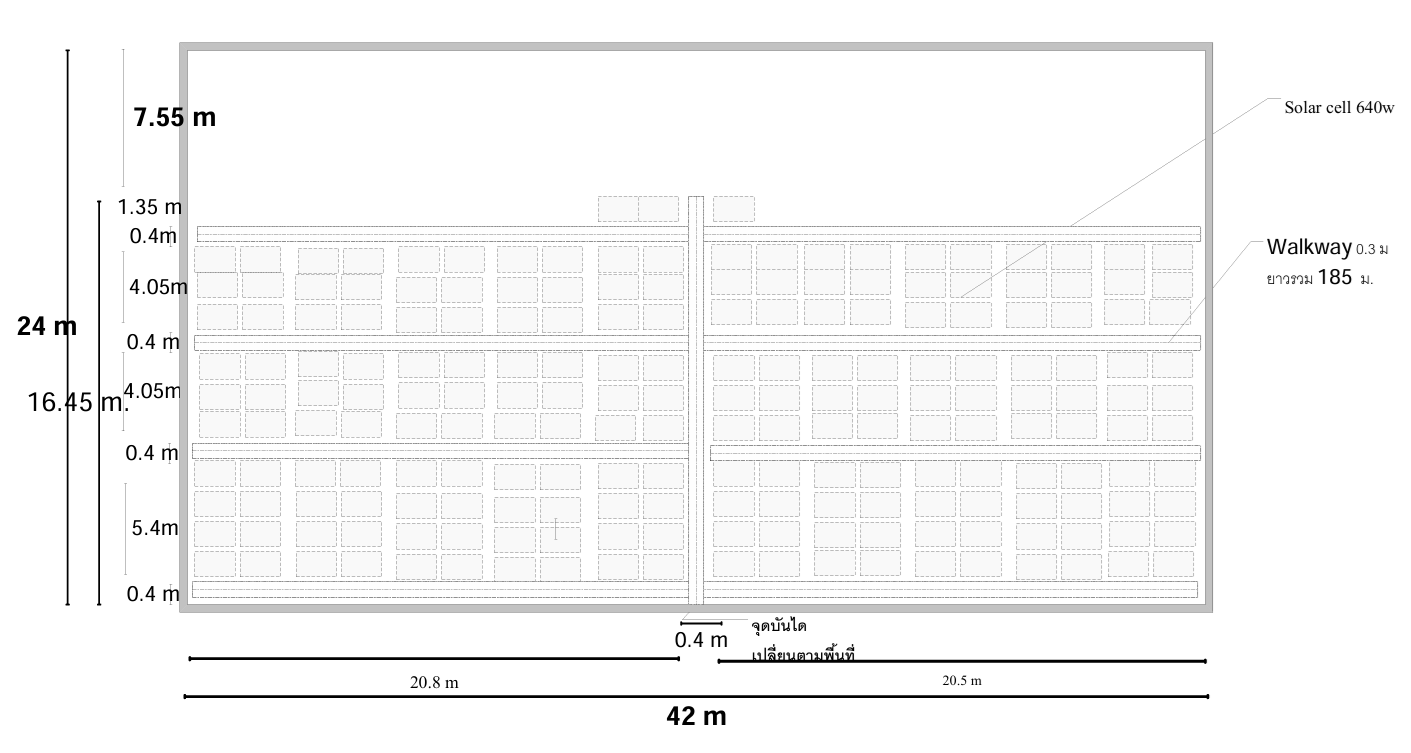 7.55 m
Solar cell 640w
1.35 m
0.4m
Walkway 0.3 ม
ยาวรวม 185 ม.
4.05m
24 m
0.4 m
4.05m
16.45 m.
0.4 m
5.4m
0.4 m
จุดบันได
0.4 m
เปลี่ยนตามพื้นที่
20.8 m
20.5 m
42 m